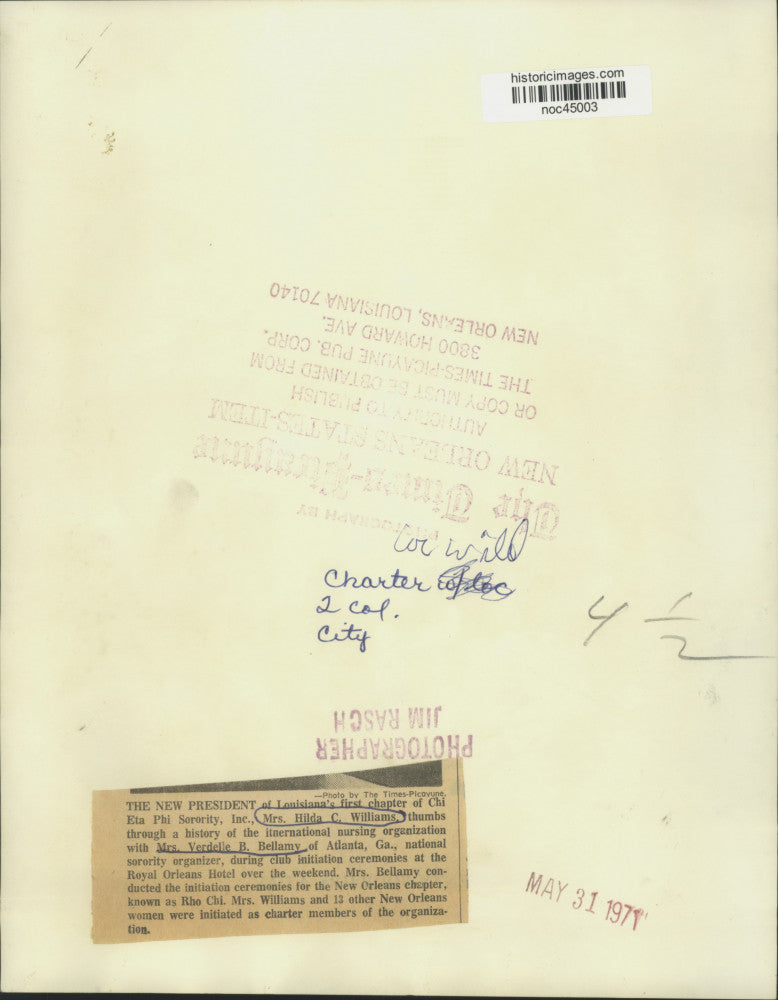 historicimages.com
noc45003
NEW ORLEANS, LOUISIANA 70140
3800 HOWARD AVE.
THE TIMES-PICAYUNE PUB. CORP.
OR COPY MUST BE OBTAINED FROM
AUTHORITY TO PUBLISH
NEW ORLEANS STATES-ITEM
The Times-Picayune
PHOTOGRAPH BY
Charter
2 col.
City
4 1/2
JIM RASCH
PHOTOGRAPHER
—Photo by The Times-Picayune.
THE NEW PRESIDENT of Louisiana's first chapter of Chi
Eta Phi Sorority, Inc., Mrs. Hilda C. Williams, thumbs
through a history of the itnernational nursing organization
with Mrs. Verdelle B. Bellamy of Atlanta, Ga., national
sorority organizer, during club initiation ceremonies at the
Royal Orleans Hotel over the weekend. Mrs. Bellamy con-
ducted the initiation ceremonies for the New Orleans chapter,
known as Rho Chi. Mrs. Williams and 13 other New Orleans
women were initiated as charter members of the organiza-
tion.
MAY 31 1971